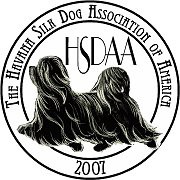 The Havana Silk Dog Association of America
HSDAA
2007